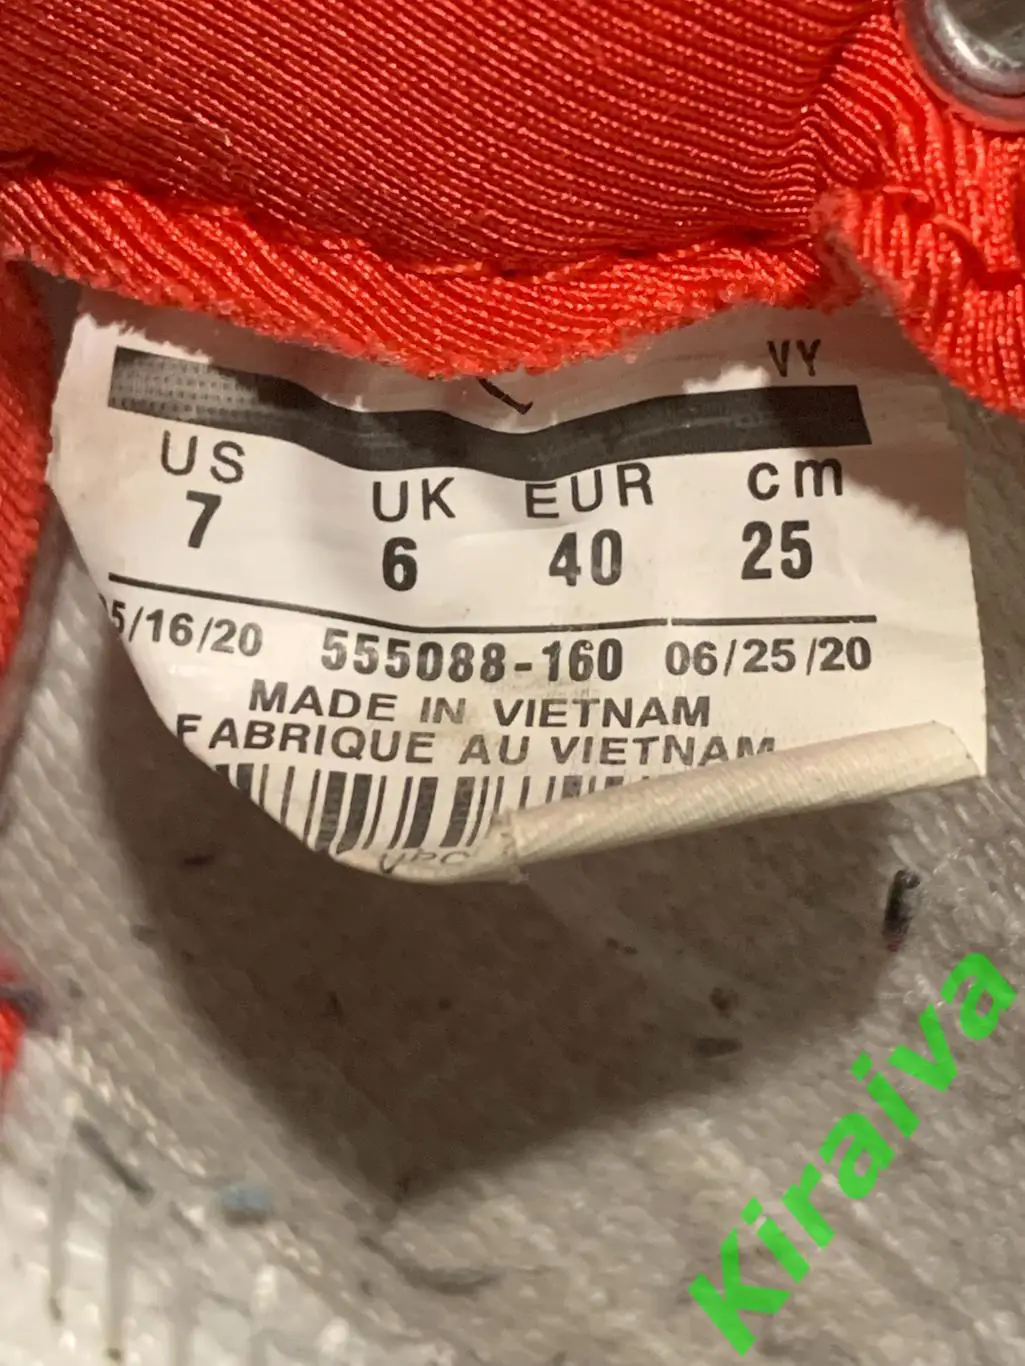 VY
US UK EUR cm
7 6 40 25
5/16/20 555088-160 06/25/20
MADE IN VIETNAM
FABRIQUE AU VIETNAM
UPC
Kiraiva